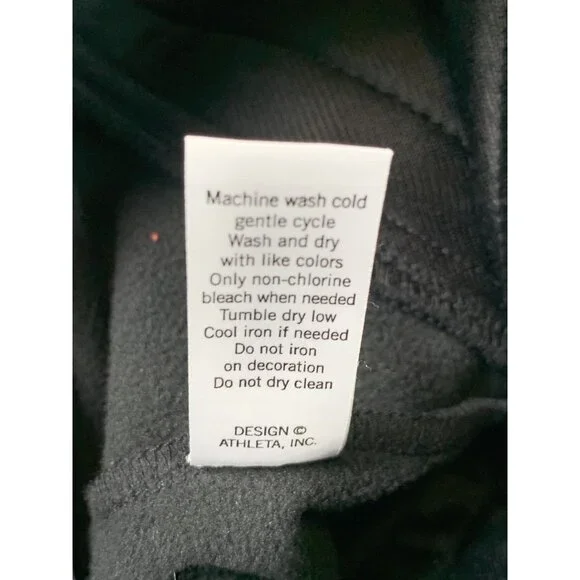 Machine wash cold
gentle cycle
Wash and dry
with like colors
Only non-chlorine
bleach when needed
Tumble dry low
Cool iron if needed
Do not iron
on decoration
Do not dry clean
DESIGN ©
ATHLETA, INC.